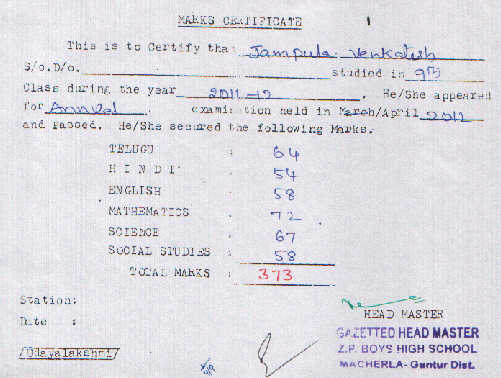 MARKS CERTIFICATE
This is to Certify that Jampula Venkatesh
S/o.D/o. studied in 9th
Class during the year 2011-12 . He/She appeared
for Annual . examination held in March/April 2012
and Passed. He/She secured the following Marks.
TELUGU : 64
HINDI : 54
ENGLISH : 58
MATHEMATICS : 72
SCIENCE : 67
SOCIAL STUDIES : 58
TOTAL MARKS : 373
Station:
Date :
HEAD MASTER
GAZETTED HEAD MASTER
Z.P. BOYS HIGH SCHOOL
MACHERLA- Guntur Dist.
/Udayalakshmi/